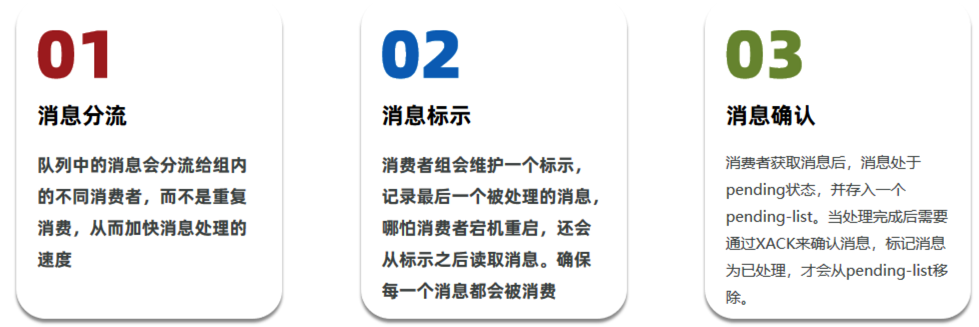 01
消息分流
队列中的消息会分流给组内
的不同消费者，而不是重复
消费，从而加快消息处理的
速度
02
消息标示
消费者组会维护一个标示，
记录最后一个被处理的消息，
哪怕消费者宕机重启，还会
从标示之后读取消息。确保
每一个消息都会被消费
03
消息确认
消费者获取消息后，消息处于
pending状态，并存入一个
pending-list。当处理完成后需要
通过XACK来确认消息，标记消息
为已处理，才会从pending-list移
除。